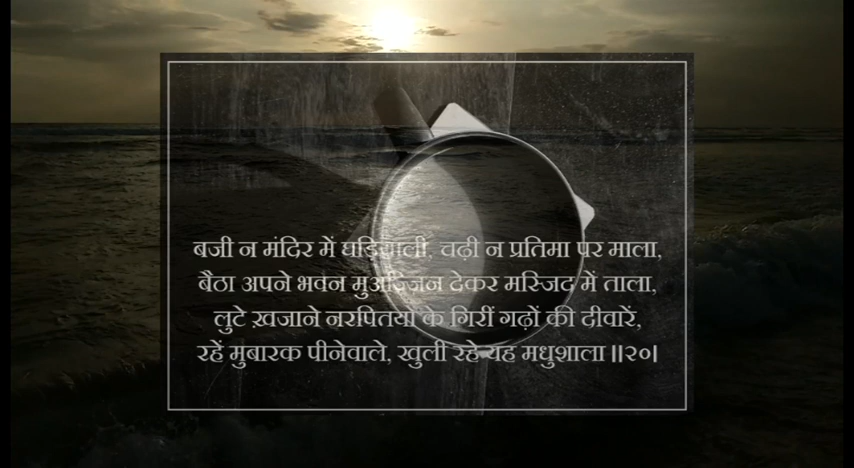 बजी न मंदिर में घड़ियाली, चढ़ी न प्रतिमा पर माला,
बैठा अपने भवन मुअज्ज़िन देकर मस्जिद में ताला,
लुटे ख़जाने नरपितयों के गिरीं गढ़ों की दीवारें,
रहें मुबारक पीनेवाले, खुली रहे यह मधुशाला॥२०।